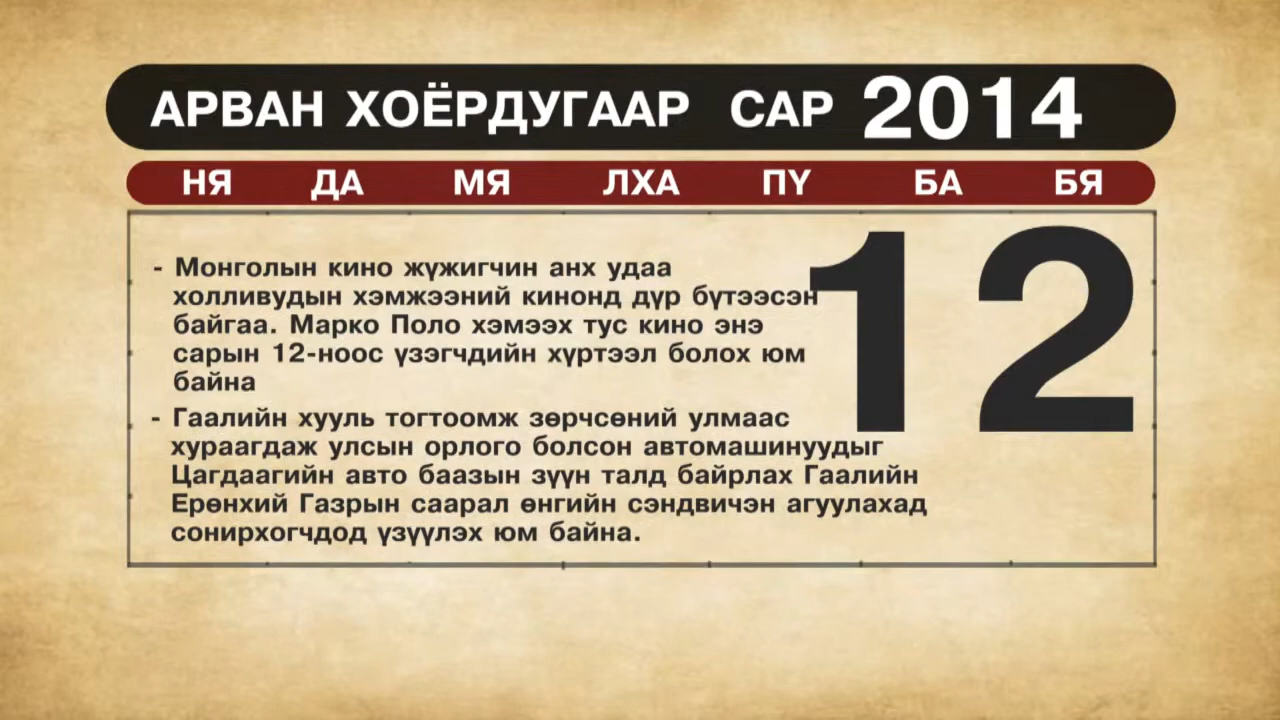 АРВАН ХОЁРДУГААР САР 2014
НЯ ДА МЯ ЛХА ПҮ БА БЯ
12
- Монголын кино жүжигчин анх удаа
холливудын хэмжээний кинонд дүр бүтээсэн
байгаа. Марко Поло хэмээх тус кино энэ
сарын 12-ноос үзэгчдийн хүртээл болох юм
байна
- Гаалийн хууль тогтоомж зөрчсөний улмаас
хураагдаж улсын орлого болсон автомашинуудыг
Цагдаагийн авто баазын зүүн талд байрлах Гаалийн
Ерөнхий Газрын саарал өнгийн сэндвичэн агуулахад
сонирхогчдод үзүүлэх юм байна.